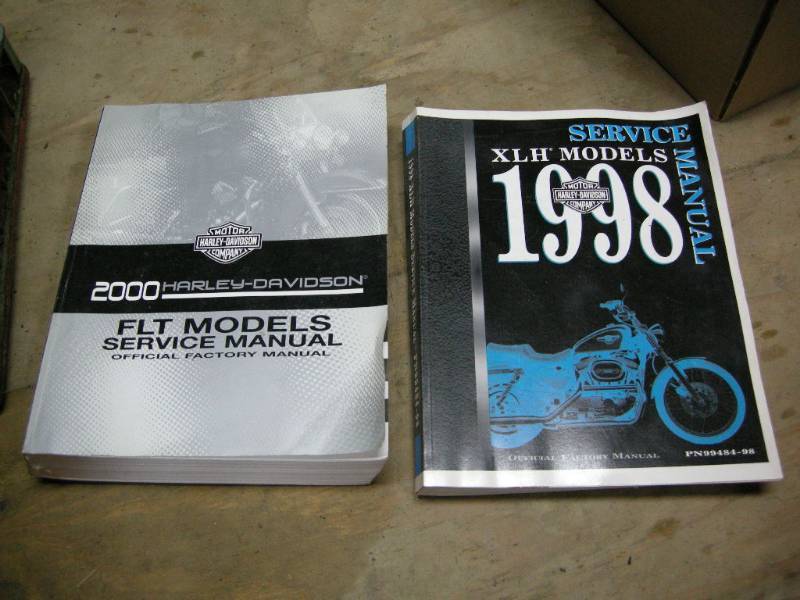 MOTOR
HARLEY-DAVIDSON
COMPANY
2000 HARLEY-DAVIDSON®
FLT MODELS
SERVICE MANUAL
OFFICIAL FACTORY MANUAL
SERVICE
MANUAL
XLH® MODELS
1998
MOTOR
HARLEY-DAVIDSON
COMPANY
OFFICIAL FACTORY MANUAL
PN99484-98